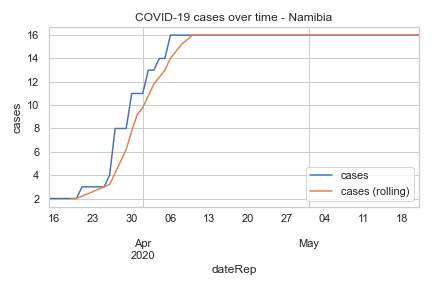 COVID-19 cases over time - Namibia
cases
16
14
12
10
8
6
4
2
cases
cases (rolling)
16 23 30 06 13 20 27 04 11 18
Apr May
2020
dateRep